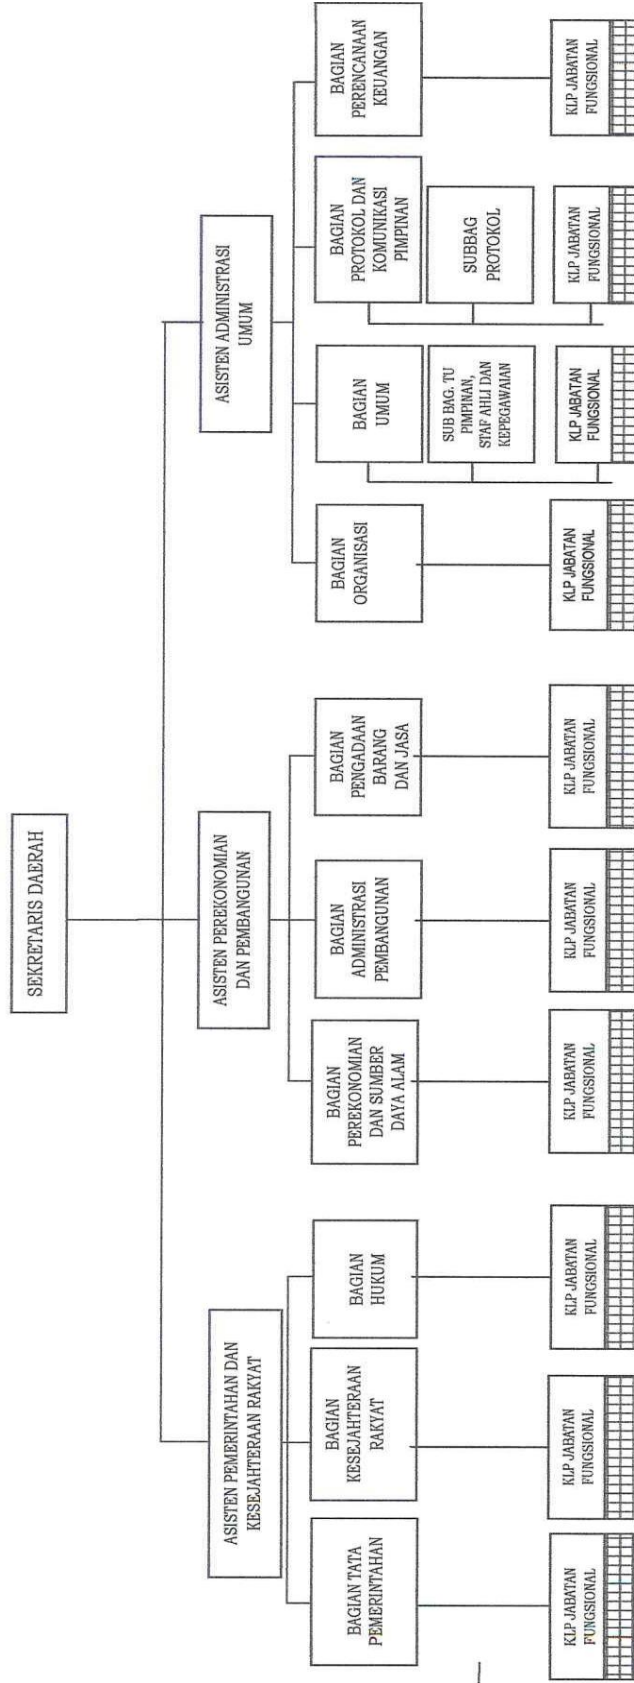 SEKRETARIS DAERAH
ASISTEN PEMERINTAHAN DAN
KESEJAHTERAAN RAKYAT
ASISTEN PEREKONOMIAN
DAN PEMBANGUNAN
ASISTEN ADMINISTRASI
UMUM
BAGIAN TATA
PEMERINTAHAN
BAGIAN
KESEJAHTERAAN
RAKYAT
BAGIAN
HUKUM
BAGIAN
PEREKONOMIAN
DAN SUMBER
DAYA ALAM
BAGIAN
ADMINISTRASI
PEMBANGUNAN
BAGIAN
PENGADAAN
BARANG
DAN JASA
BAGIAN
ORGANISASI
BAGIAN
UMUM
BAGIAN
PROTOKOL DAN
KOMUNIKASI
PIMPINAN
BAGIAN
PERENCANAAN
KEUANGAN
SUB BAG. TU
PIMPINAN,
STAF AHLI DAN
KEPEGAWAIAN
SUBBAG
PROTOKOL
KLP JABATAN
FUNGSIONAL
KLP JABATAN
FUNGSIONAL
KLP JABATAN
FUNGSIONAL
KLP JABATAN
FUNGSIONAL
KLP JABATAN
FUNGSIONAL
KLP JABATAN
FUNGSIONAL
KLP JABATAN
FUNGSIONAL
KLP JABATAN
FUNGSIONAL
KLP JABATAN
FUNGSIONAL
KLP JABATAN
FUNGSIONAL